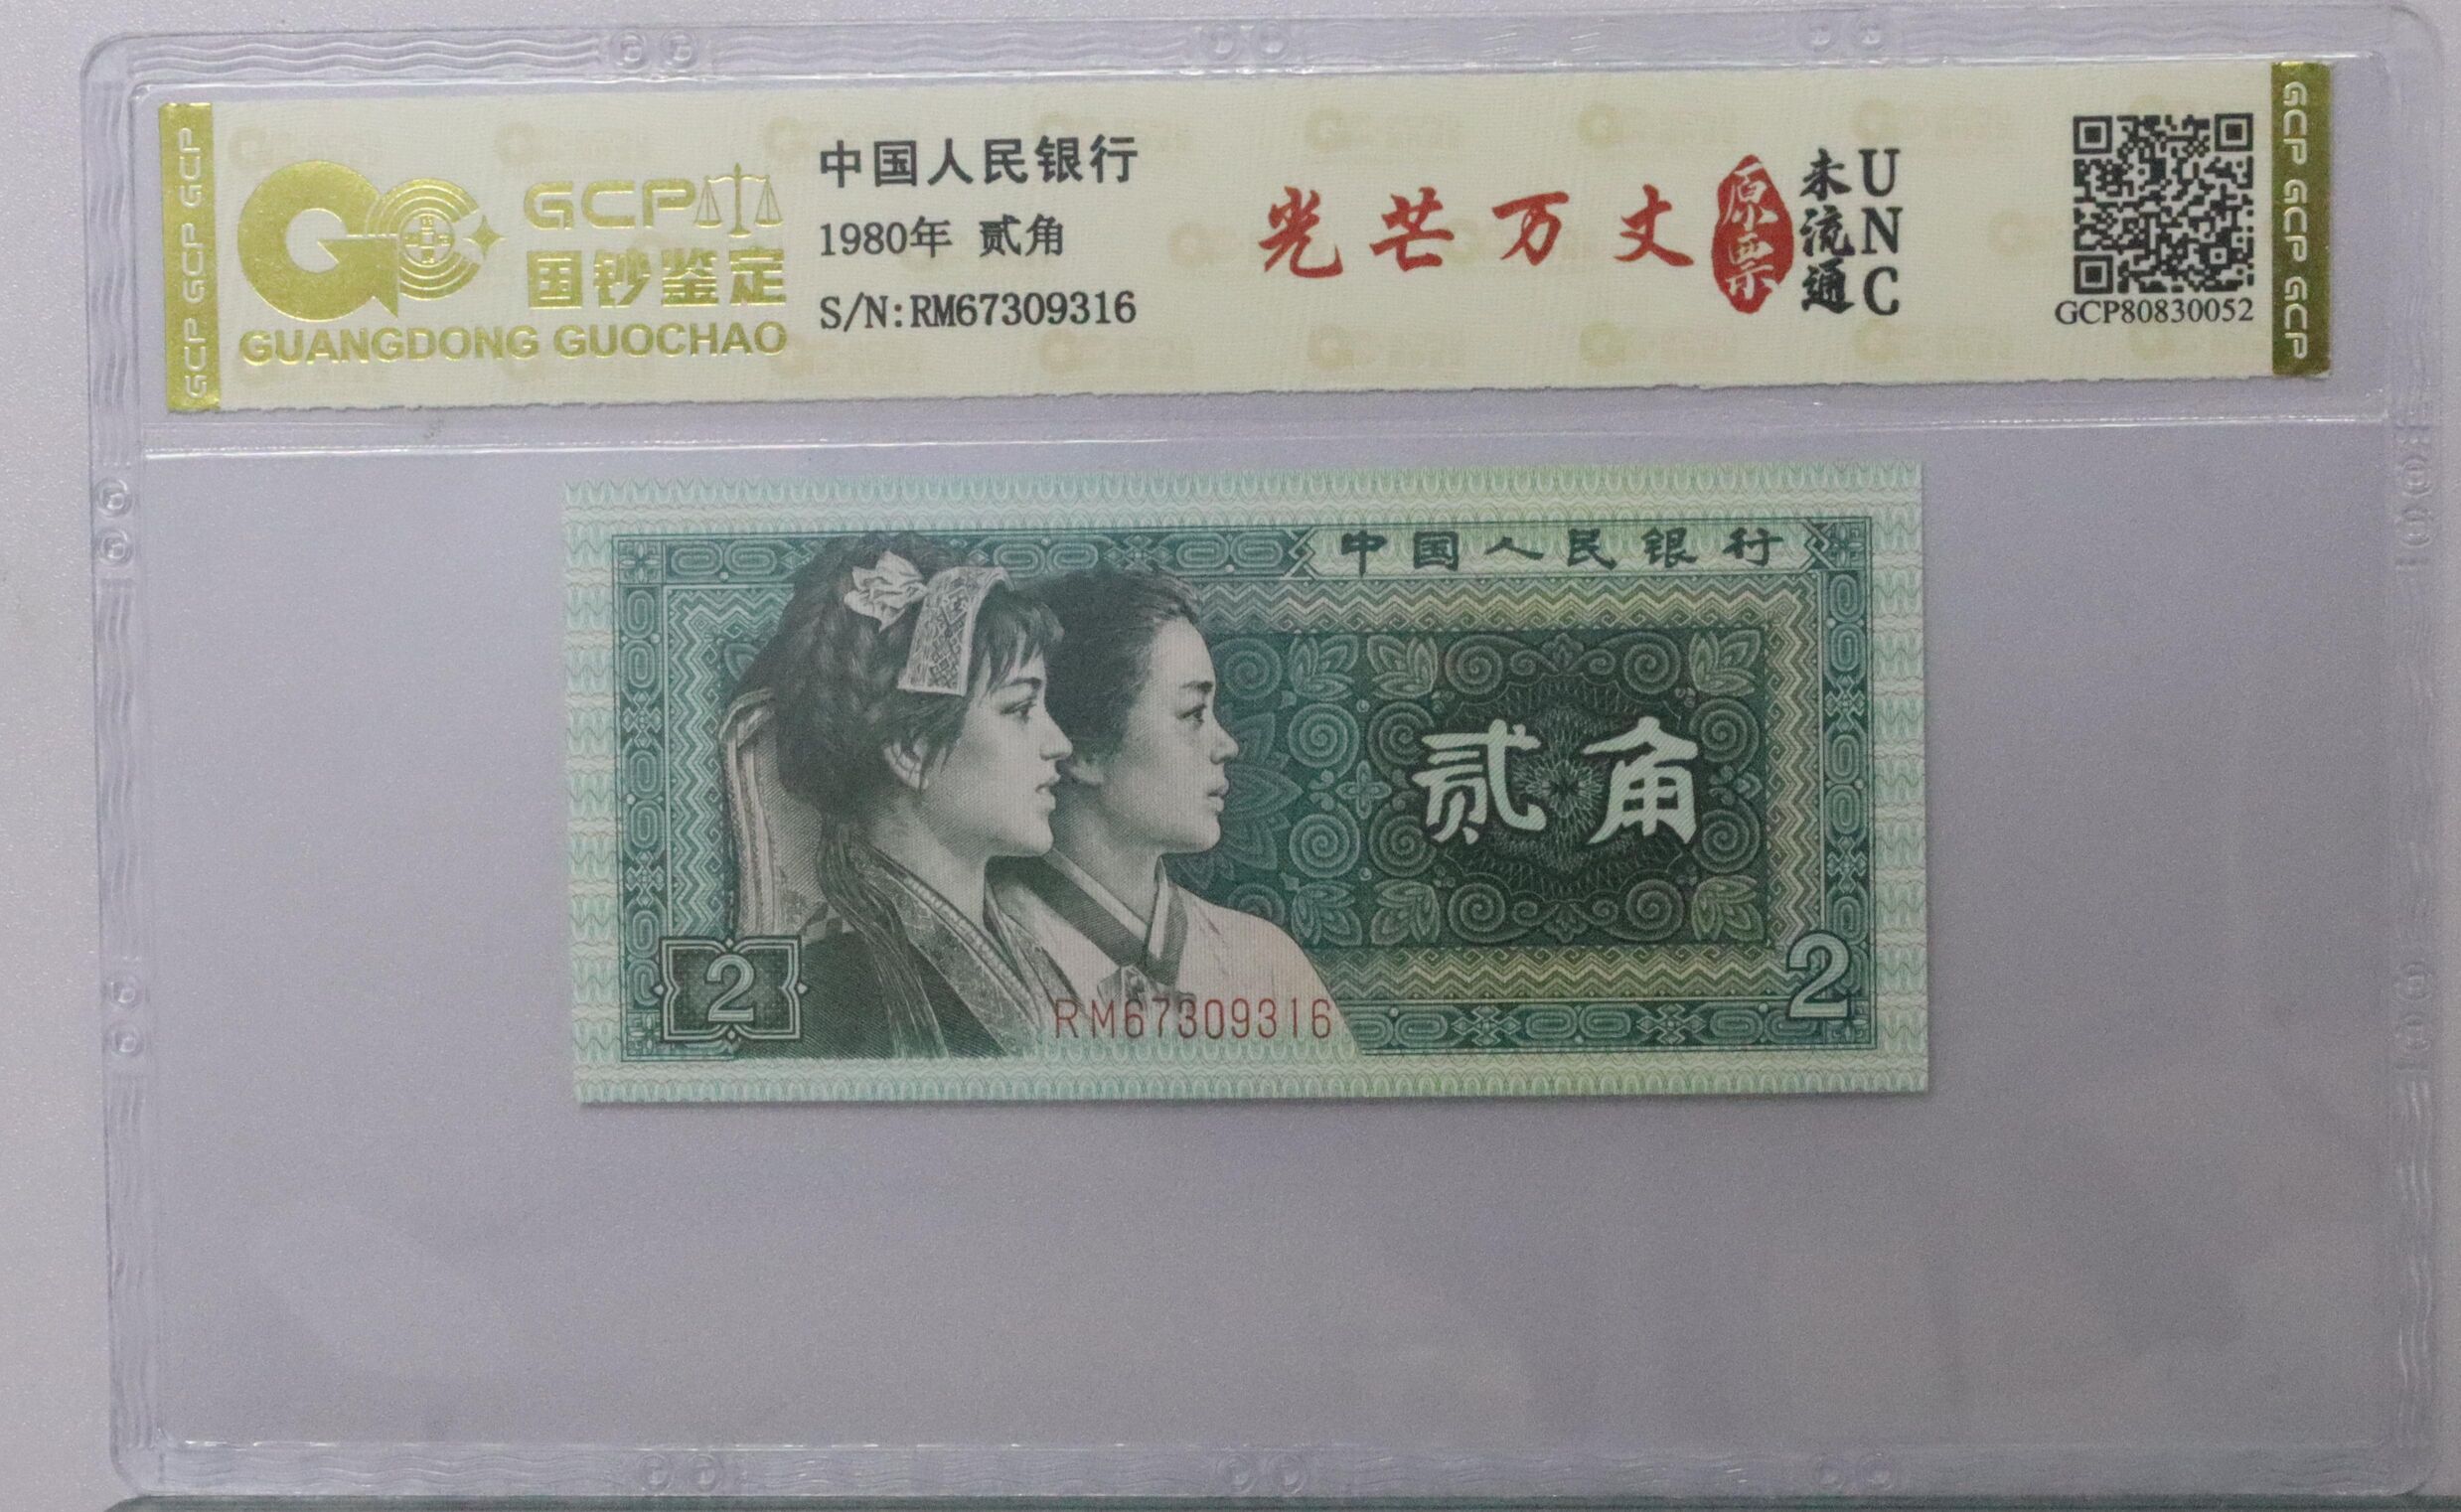 GCP GCP GCP
GCP
国钞鉴定
GUANGDONG GUOCHAO
中国人民银行
1980年 贰角
S/N:RM67309316
光芒万丈
原票
未流通
UNC
GCP80830052
GCP GCP GCP
中国人民银行
贰角
2
2
RM67309316